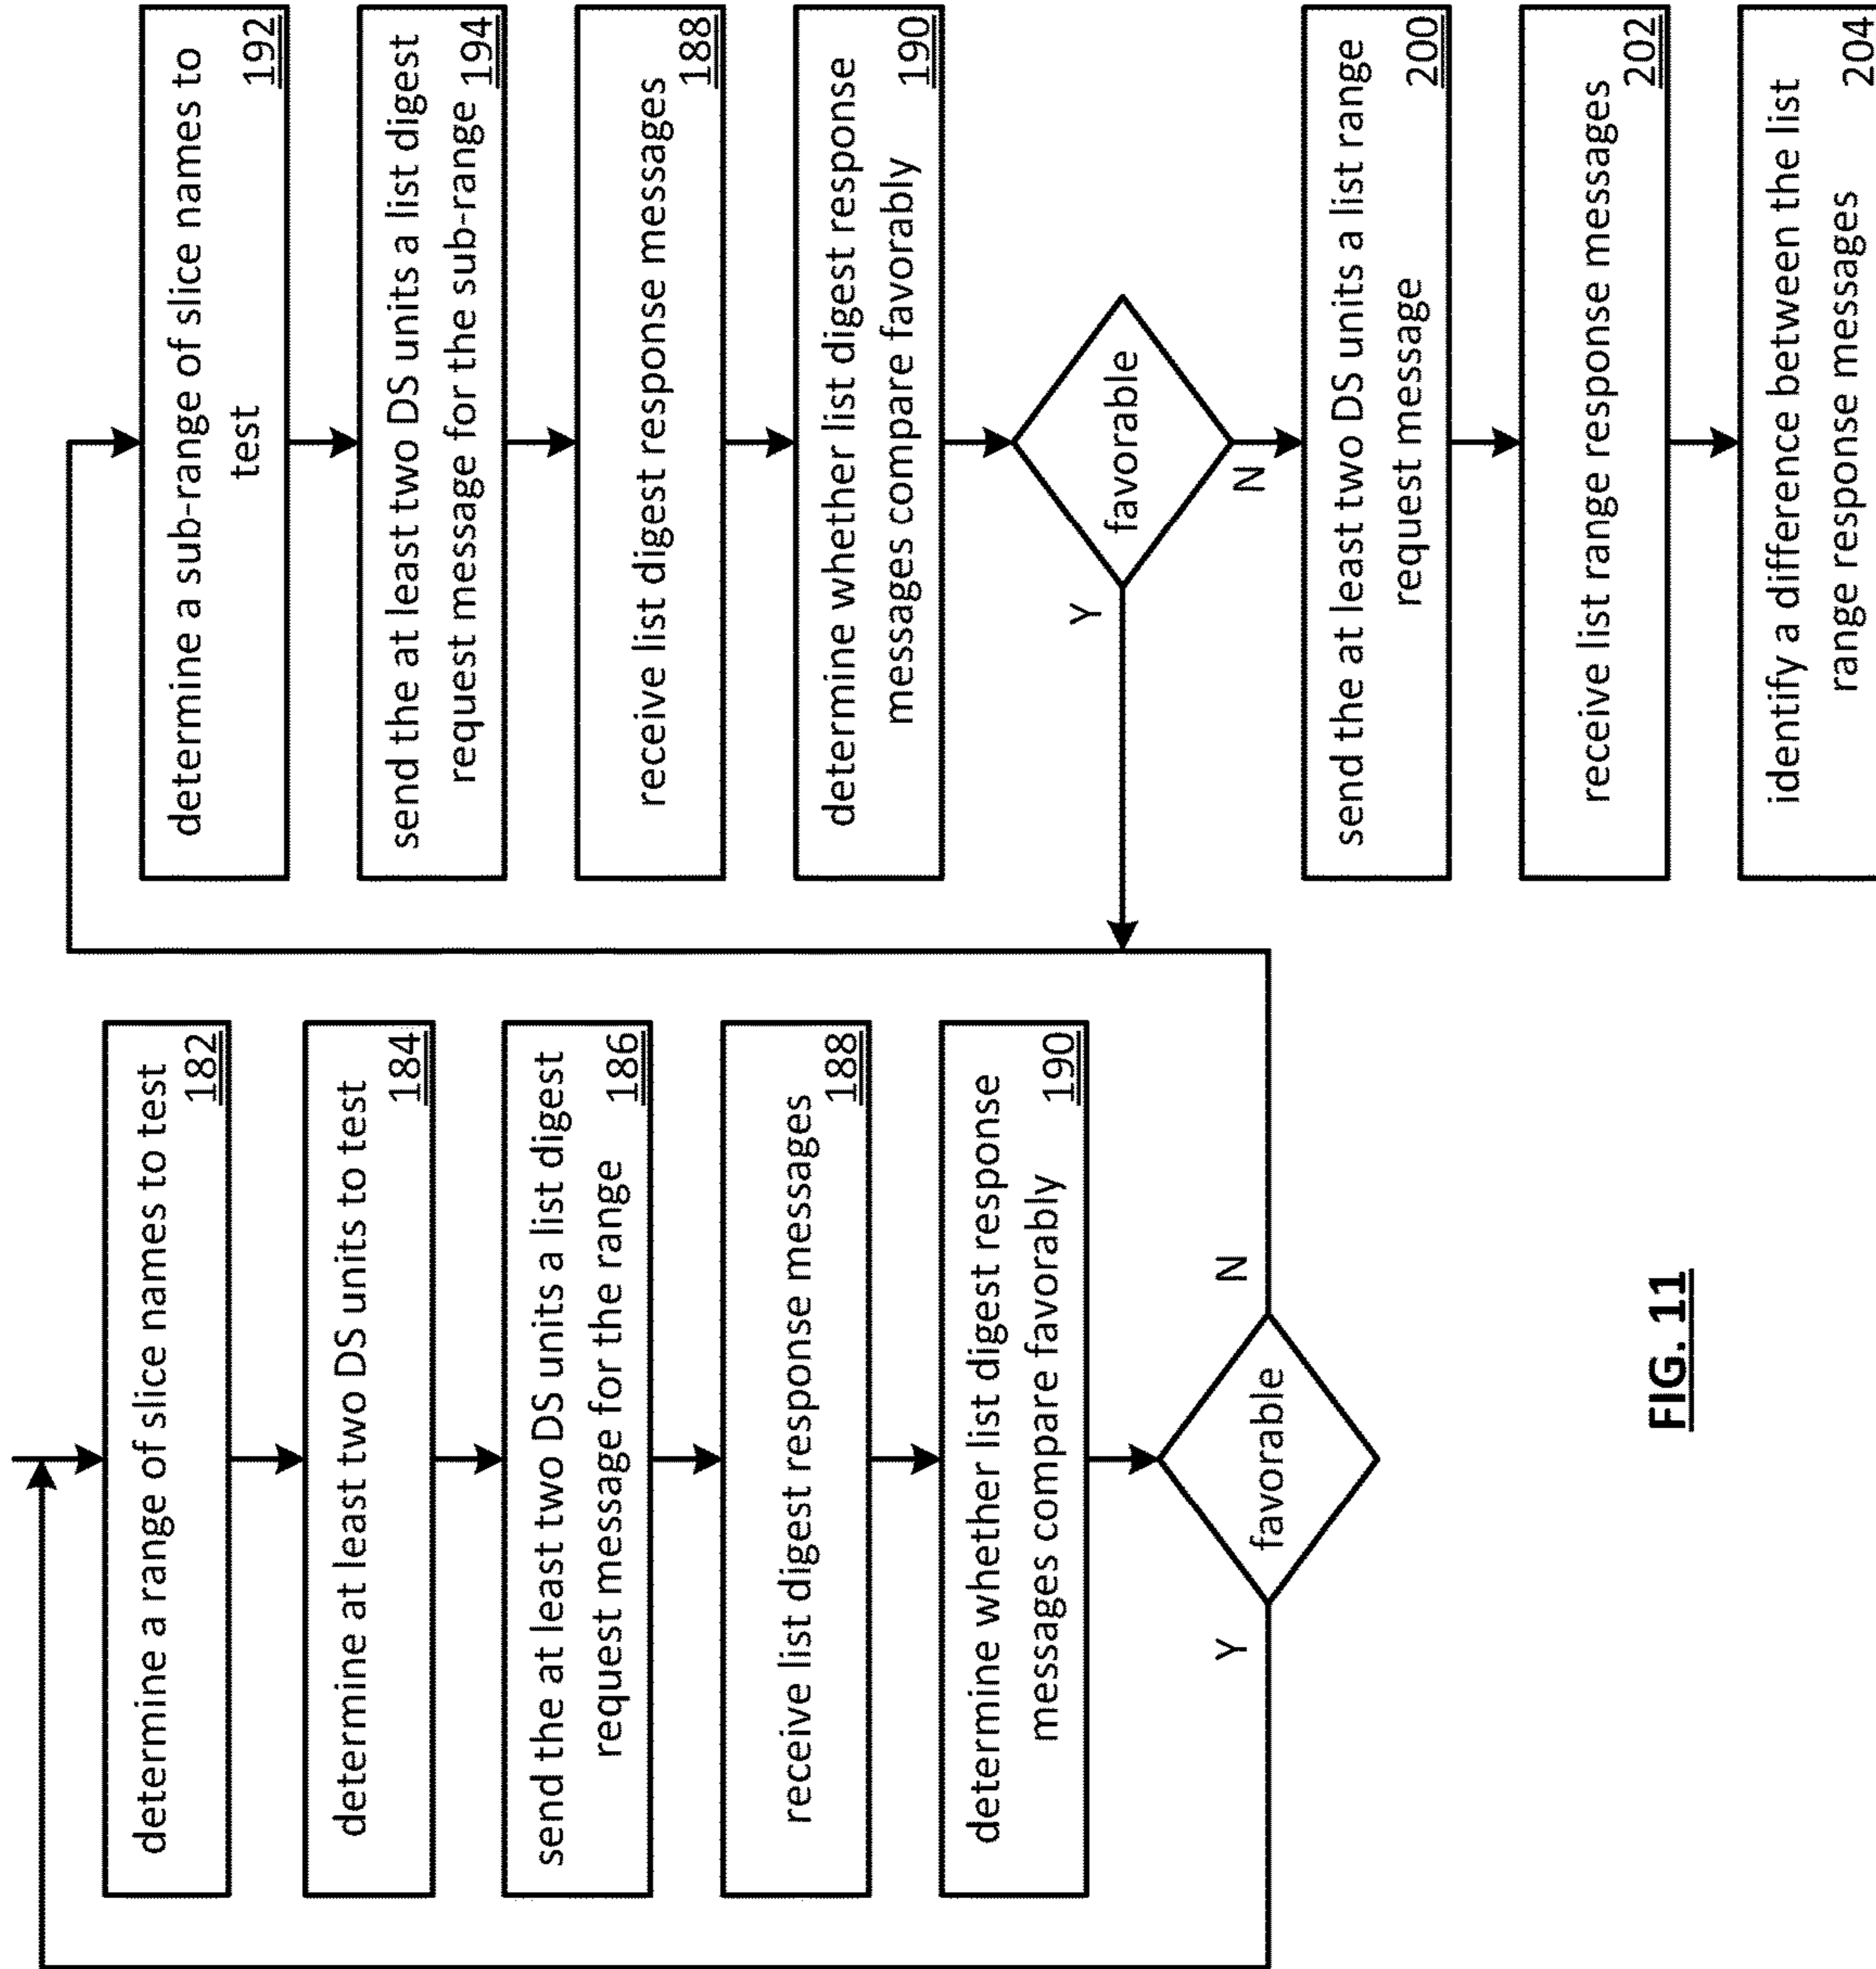 determine a range of slice names to test
182
determine at least two DS units to test
184
send the at least two DS units a list digest
request message for the range
186
receive list digest response messages
188
determine whether list digest response
messages compare favorably
190
favorable
Y
N
determine a sub-range of slice names to
test
192
send the at least two DS units a list digest
request message for the sub-range
194
receive list digest response messages
188
determine whether list digest response
messages compare favorably
190
favorable
Y
N
send the at least two DS units a list range
request message
200
receive list range response messages
202
identify a difference between the list
range response messages
204
FIG. 11